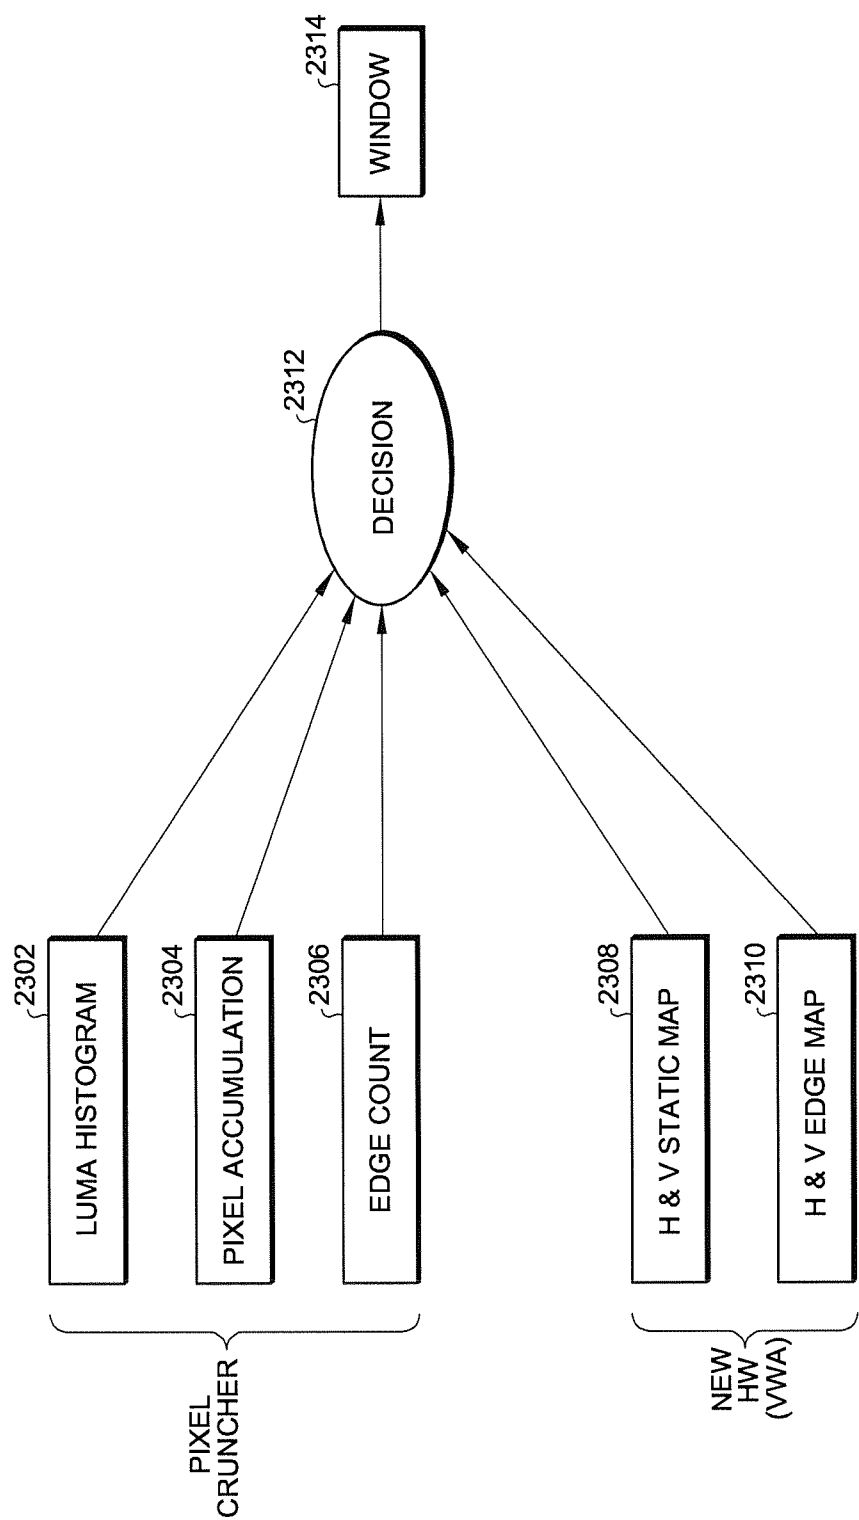 PIXEL
CRUNCHER
2302
LUMA HISTOGRAM
2304
PIXEL ACCUMULATION
2306
EDGE COUNT
NEW
HW
(VWA)
2308
H & V STATIC MAP
2310
H & V EDGE MAP
2312
DECISION
2314
WINDOW